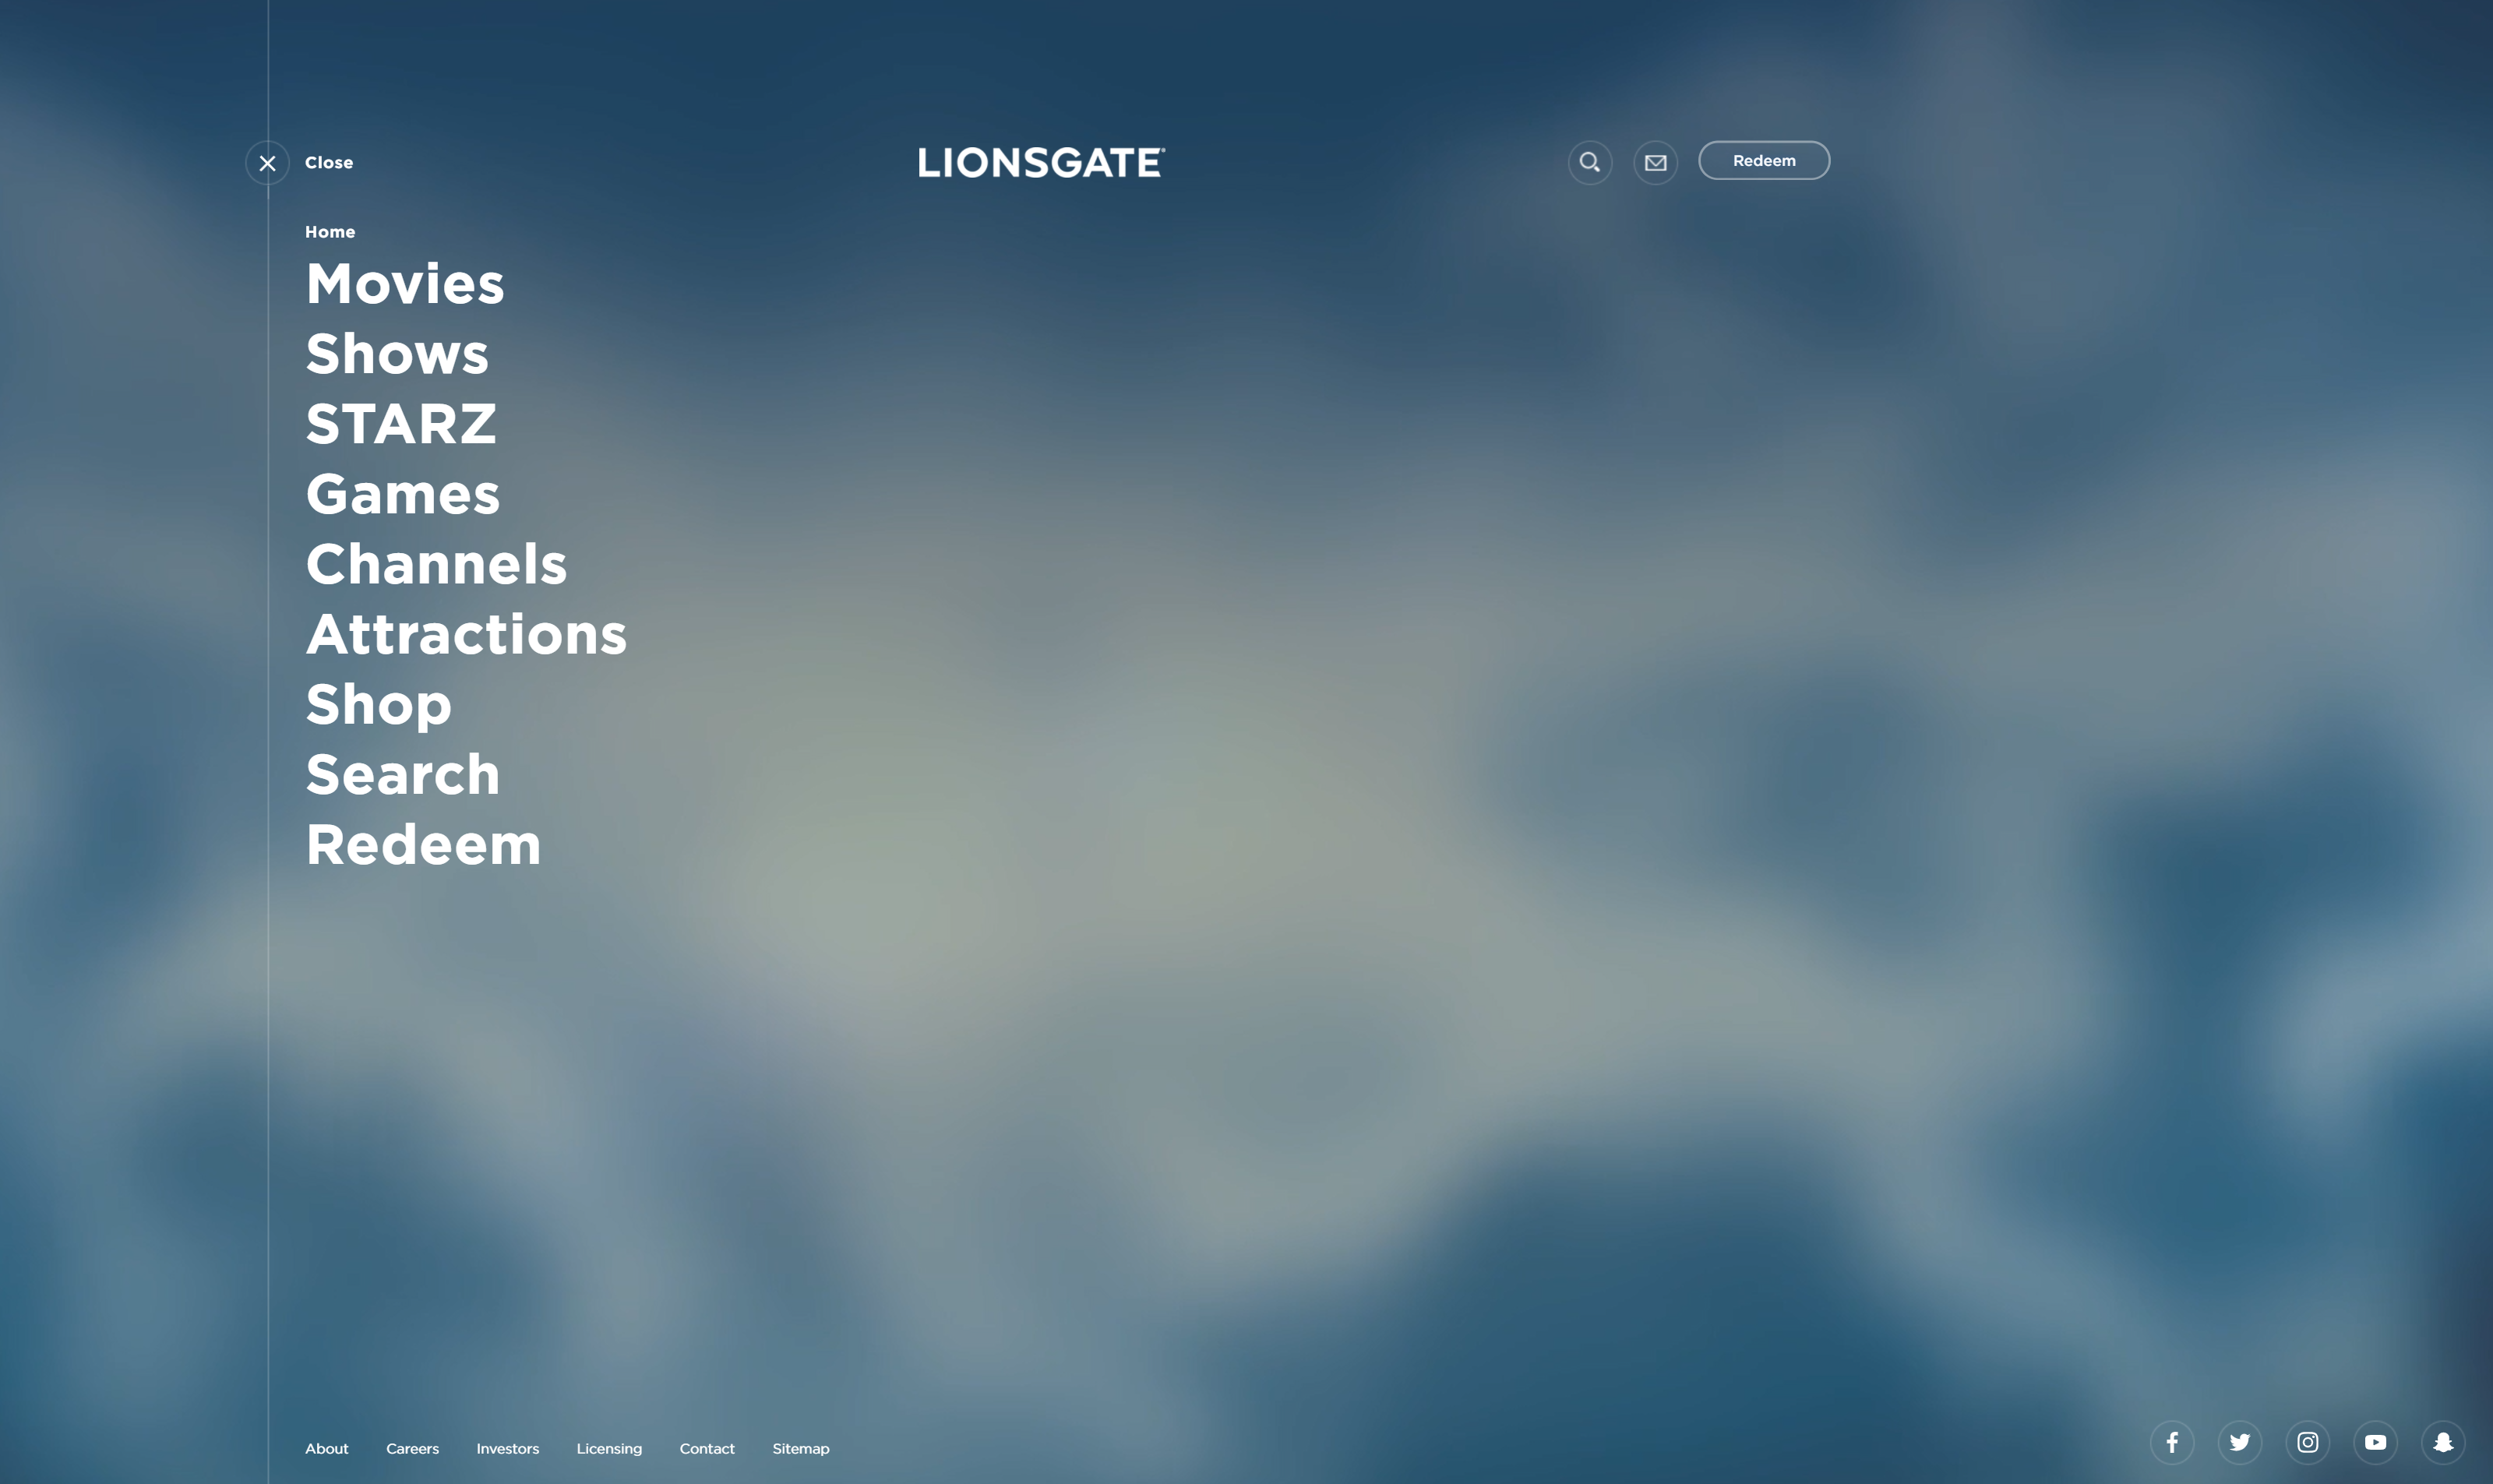 Close
LIONSGATE
Redeem
Home
Movies
Shows
STARZ
Games
Channels
Attractions
Shop
Search
Redeem
About Careers Investors Licensing Contact Sitemap